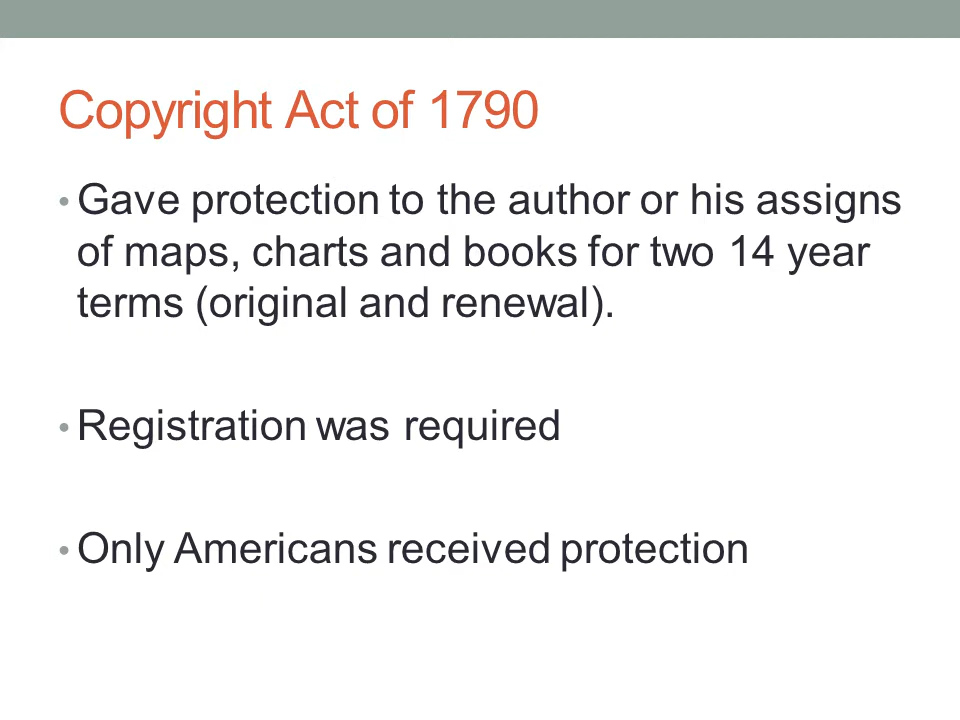 Copyright Act of 1790
• Gave protection to the author or his assigns
of maps, charts and books for two 14 year
terms (original and renewal).
• Registration was required
• Only Americans received protection